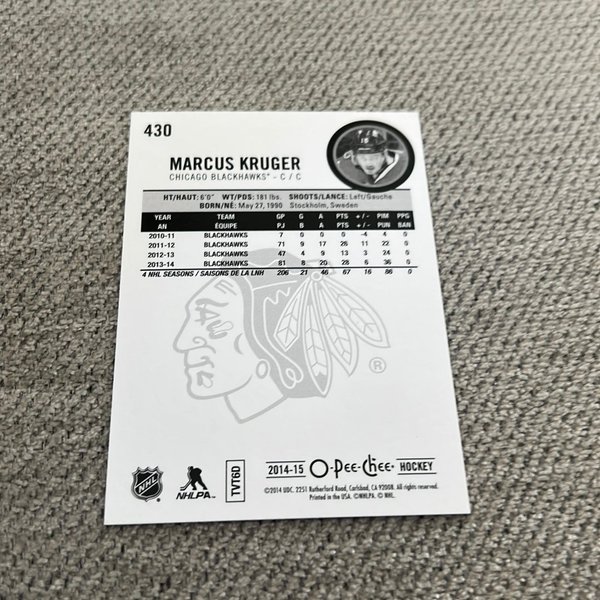 430
MARCUS KRUGER
CHICAGO BLACKHAWKS® - C / C
HT/HAUT: 6'0" WT/PDS: 181 lbs. SHOOTS/LANCE: Left/Gauche
BORN/NÉ: May 27, 1990 Stockholm, Sweden
YEAR TEAM GP G A PTS + / - PIM PPG
AN ÉQUIPE PJ B A PTS + / - PUN BAN
2010-11 BLACKHAWKS 7 0 0 0 -4 4 0
2011-12 BLACKHAWKS 71 9 17 26 11 22 0
2012-13 BLACKHAWKS 47 4 9 13 3 24 0
2013-14 BLACKHAWKS 81 8 20 28 6 36 0
4 NHL SEASONS / SAISONS DE LA LNH 206 21 46 67 16 86 0
®
NHL
NHLPA
TVT6D
2014-15 O-Pee-Chee® HOCKEY
©2014 UDC. 2251 Rutherford Road, Carlsbad, CA 92008. All rights reserved.
Printed in the USA. ©NHLPA. © NHL.